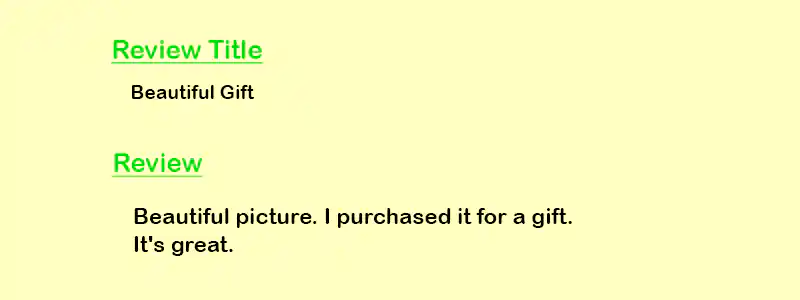 Review Title
Beautiful Gift
Review
Beautiful picture. I purchased it for a gift.
It's great.